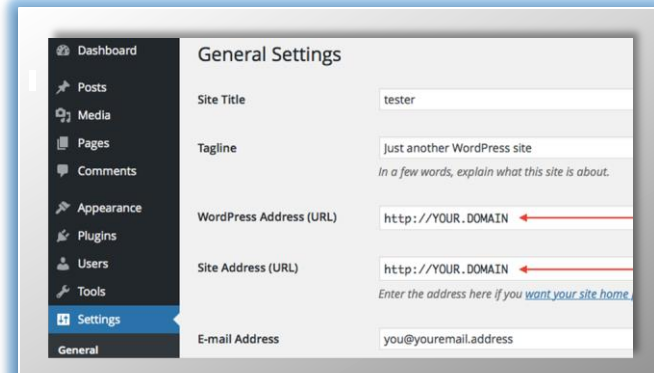 Dashboard
Posts
Media
Pages
Comments
Appearance
Plugins
Users
Tools
Settings
General
General Settings
Site Title
tester
Tagline
Just another WordPress site
In a few words, explain what this site is about.
WordPress Address (URL)
http://YOUR.DOMAIN
Site Address (URL)
http://YOUR.DOMAIN
Enter the address here if you want your site home
E-mail Address
you@youremail.address